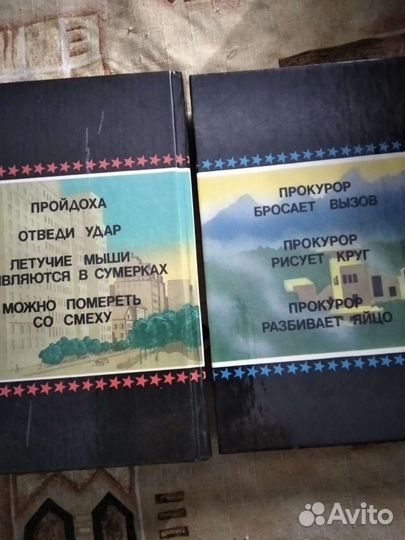 ПРОЙДОХА
ОТВЕДИ УДАР
ЛЕТУЧИЕ МЫШИ
ВЛЯЮТСЯ В СУМЕРКАХ
МОЖНО ПОМЕРЕТЬ
СО СМЕХУ
ПРОКУРОР
БРОСАЕТ ВЫЗОВ
ПРОКУРОР
РИСУЕТ КРУГ
ПРОКУРОР
РАЗБИВАЕТ ЯЙЦО
Avito